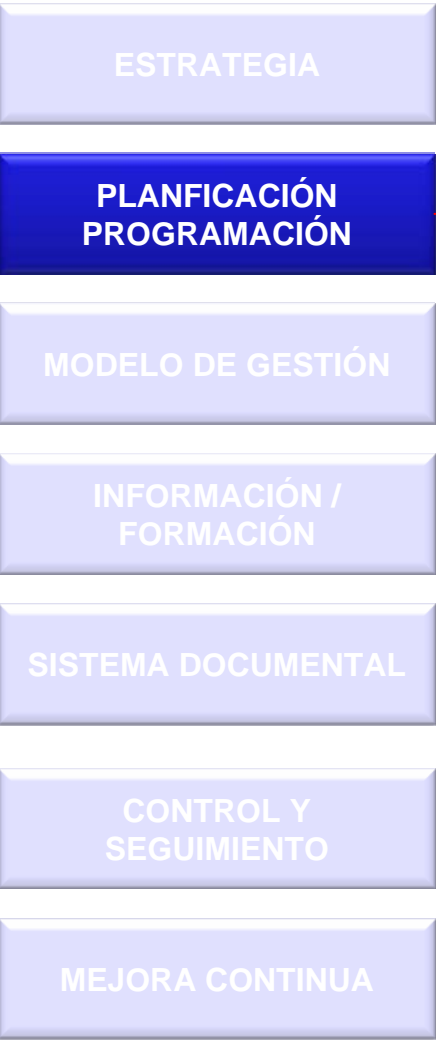 ESTRATEGIA
PLANFICACIÓN
PROGRAMACIÓN
MODELO DE GESTIÓN
INFORMACIÓN /
FORMACIÓN
SISTEMA DOCUMENTAL
CONTROL Y
SEGUIMIENTO
MEJORA CONTINUA